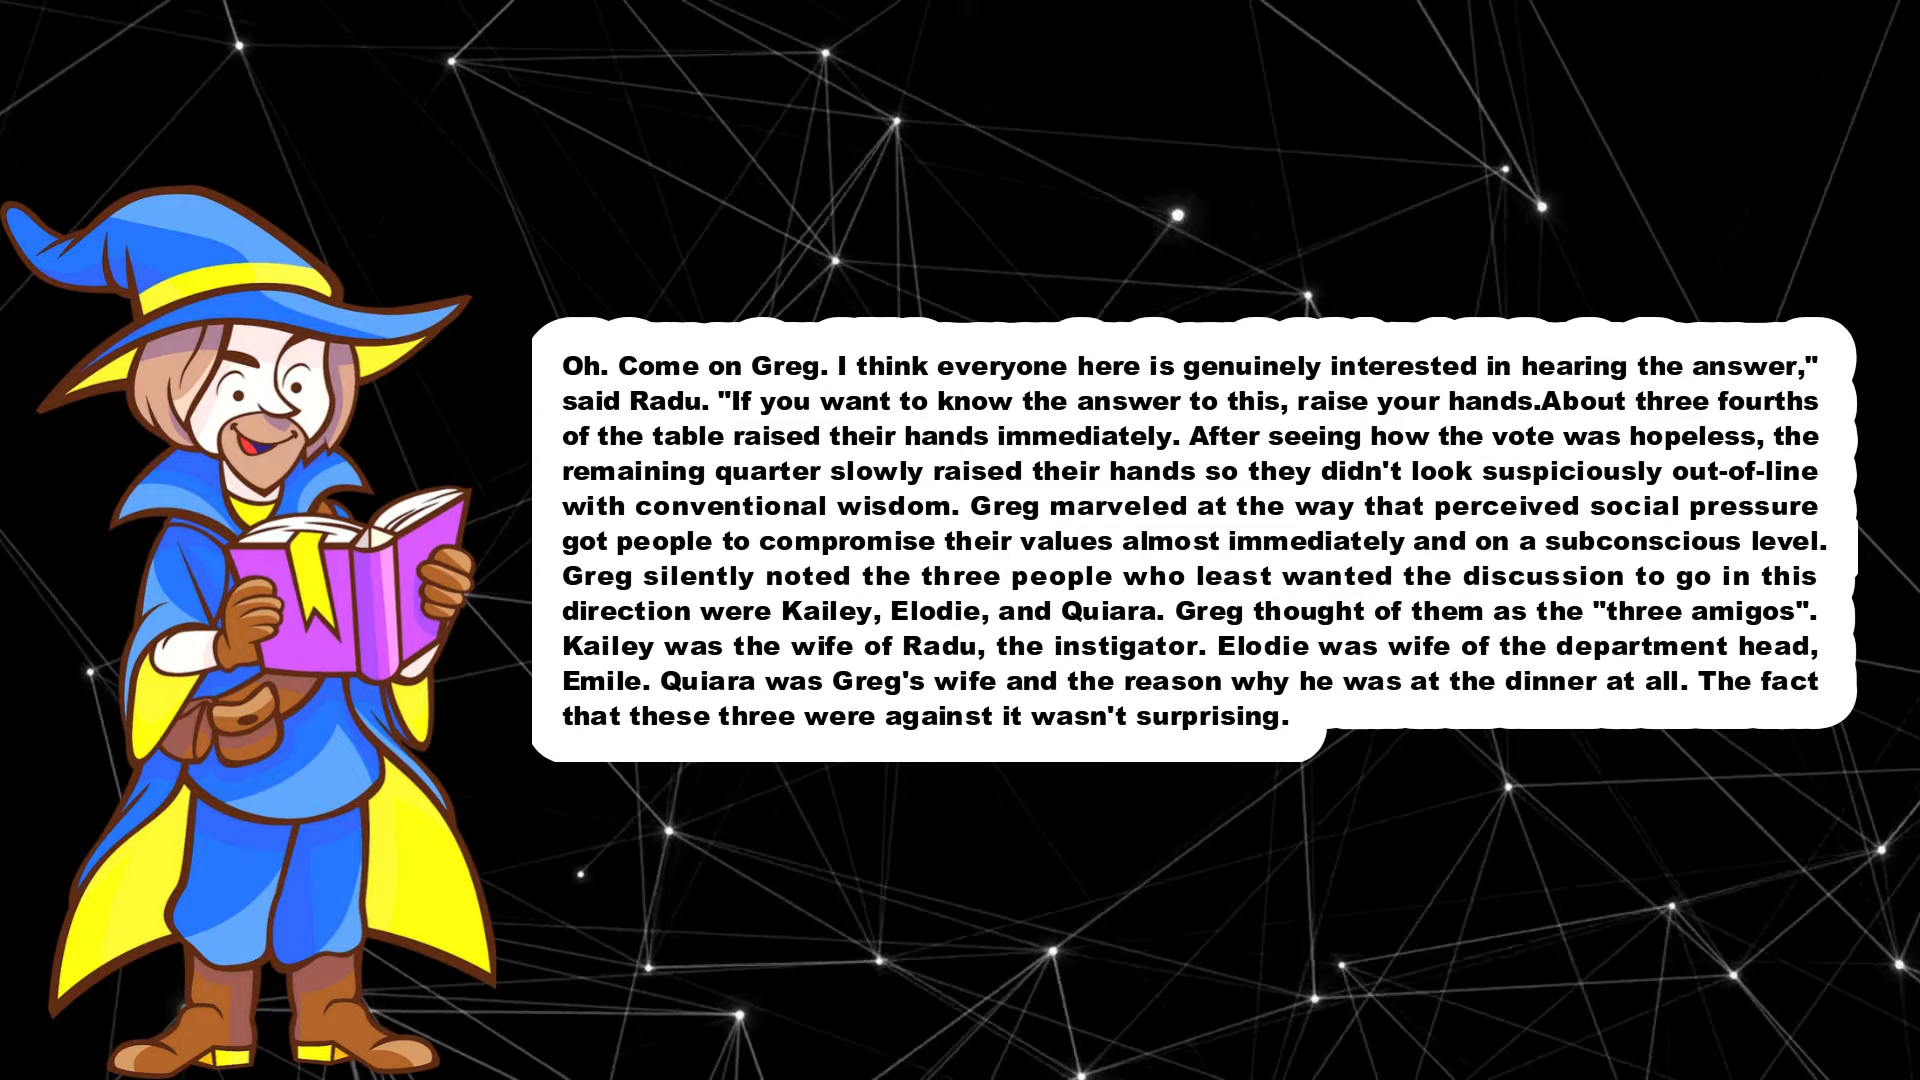 Oh. Come on Greg. I think everyone here is genuinely interested in hearing the answer,"
said Radu. "If you want to know the answer to this, raise your hands.About three fourths
of the table raised their hands immediately. After seeing how the vote was hopeless, the
remaining quarter slowly raised their hands so they didn't look suspiciously out-of-line
with conventional wisdom. Greg marveled at the way that perceived social pressure
got people to compromise their values almost immediately and on a subconscious level.
Greg silently noted the three people who least wanted the discussion to go in this
direction were Kailey, Elodie, and Quiara. Greg thought of them as the "three amigos".
Kailey was the wife of Radu, the instigator. Elodie was wife of the department head,
Emile. Quiara was Greg's wife and the reason why he was at the dinner at all. The fact
that these three were against it wasn't surprising.